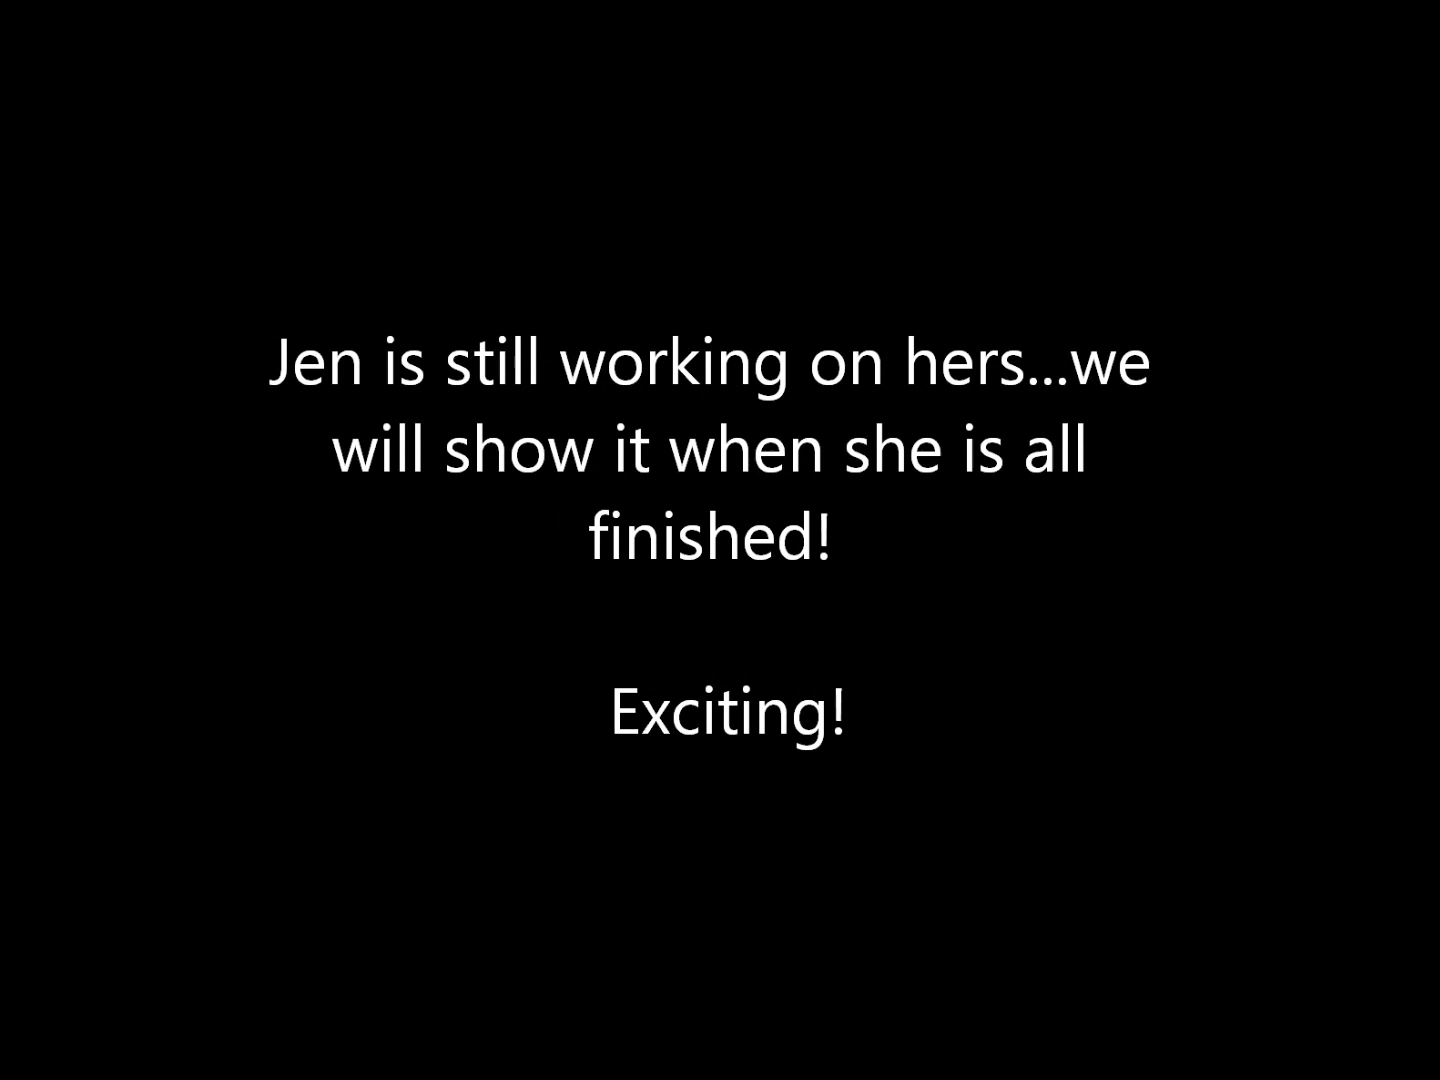 Jen is still working on hers...we
will show it when she is all
finished!
Exciting!